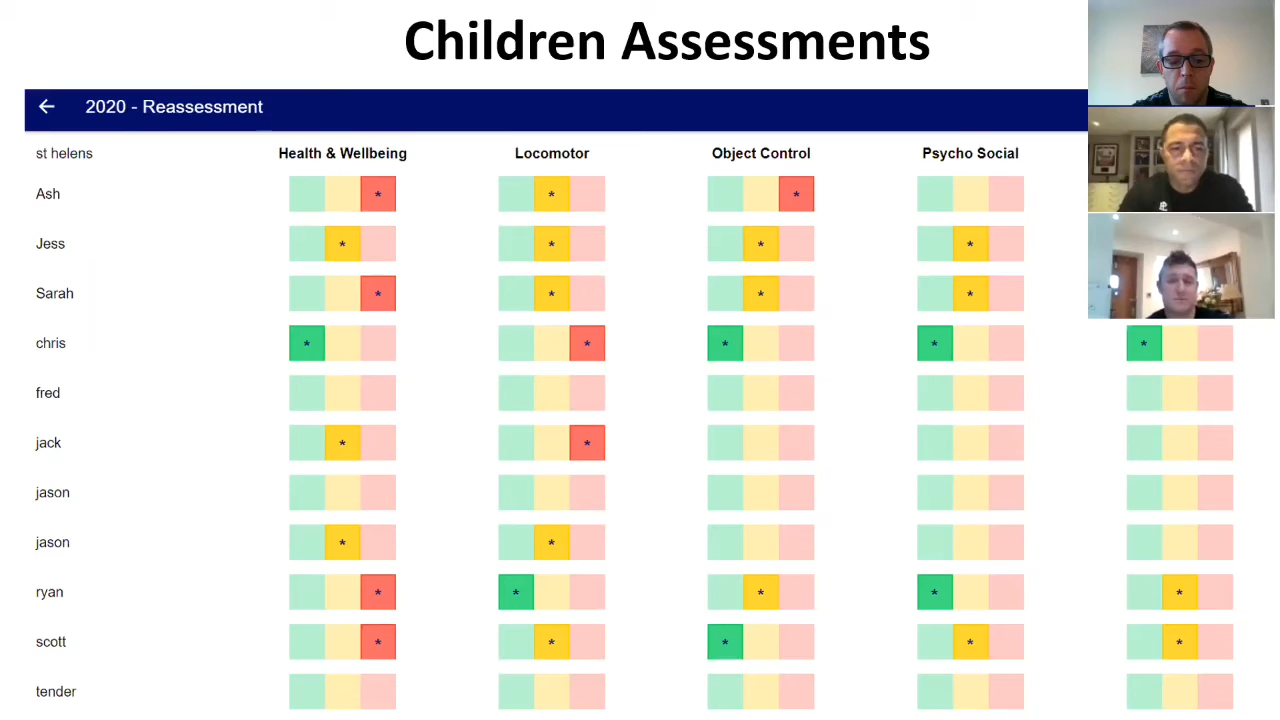 Children Assessments
← 2020 - Reassessment
st helens Health & Wellbeing Locomotor Object Control Psycho Social
Ash * * *
Jess * * * *
Sarah * * * *
chris * * * * *
fred
jack * *
jason
jason * *
ryan * * * * *
scott * * * * *
tender